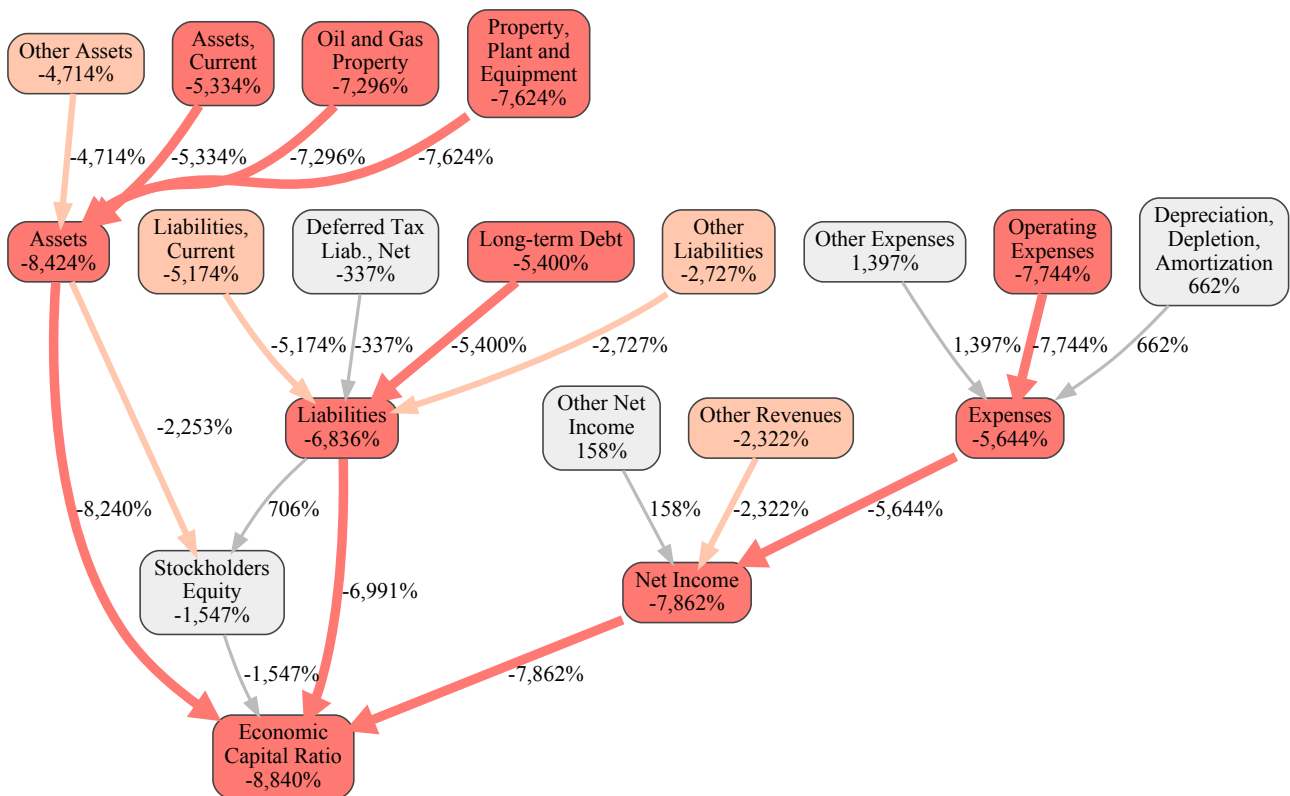 Other Assets
-4,714%
Assets,
Current
-5,334%
Oil and Gas
Property
-7,296%
Property,
Plant and
Equipment
-7,624%
-4,714%
-5,334%
-7,296%
-7,624%
Assets
-8,424%
Liabilities,
Current
-5,174%
Deferred Tax
Liab., Net
-337%
Long-term Debt
-5,400%
Other
Liabilities
-2,727%
Other Expenses
1,397%
Operating
Expenses
-7,744%
Depreciation,
Depletion,
Amortization
662%
-5,174%
-337%
-5,400%
-2,727%
1,397%
-7,744%
662%
Liabilities
-6,836%
Other Net
Income
158%
Other Revenues
-2,322%
Expenses
-5,644%
-2,253%
-8,240%
706%
158%
-2,322%
-5,644%
Stockholders
Equity
-1,547%
-6,991%
Net Income
-7,862%
-1,547%
-7,862%
Economic
Capital Ratio
-8,840%